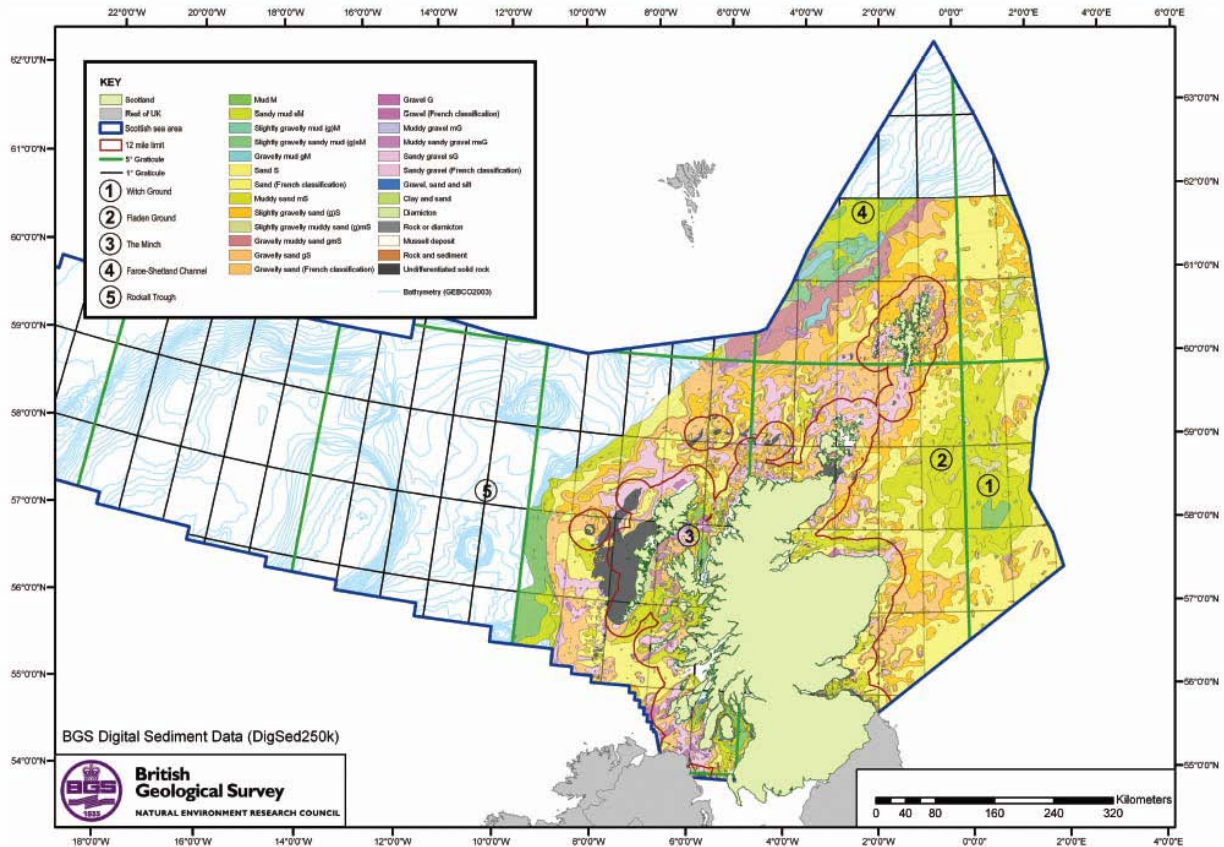 16°0'0"W 14°0'0"W 12°0'0"W 10°0'0"W 8°0'0"W 6°0'0"W 4°0'0"W 2°0'0"W 0°0'0" 2°0'0"E 4°0'0"E 6°0'0"E
62°0'0"N
61°0'0"N
60°0'0"N
59°0'0"N
58°0'0"N
57°0'0"N
56°0'0"N
55°0'0"N
54°0'0"N
KEY
Scotland
Rest of UK
Scottish sea area
12 mile limit
5° Graticule
1° Graticule
1 Witch Ground
2 Fladen Ground
3 The Minch
4 Faroe-Shetland Channel
5 Rockall Trough
Mud M
Sandy mud sM
Slightly gravelly mud (g)M
Slightly gravelly sandy mud (g)sM
Gravelly mud gM
Sand S
Sand (French classification)
Muddy sand mS
Slightly gravelly sand (g)S
Slightly gravelly muddy sand (g)mS
Gravelly muddy sand gmS
Gravelly sand gS
Gravelly sand (French classification)
Gravel G
Gravel (French classification)
Muddy gravel mG
Muddy sandy gravel msG
Sandy gravel sG
Sandy gravel (French classification)
Gravel, sand and silt
Clay and sand
Diamicton
Rock or diamicton
Mussell deposit
Rock and sediment
Undifferentiated solid rock
Bathymetry (GEBCO2003)
4
2
1
5
3
63°0'0"N
62°0'0"N
61°0'0"N
60°0'0"N
59°0'0"N
58°0'0"N
57°0'0"N
56°0'0"N
55°0'0"N
BGS Digital Sediment Data (DigSed250k)
BGS
1835
British
Geological Survey
NATURAL ENVIRONMENT RESEARCH COUNCIL
Kilometers
0 40 80 160 240 320
18°0'0"W 16°0'0"W 14°0'0"W 12°0'0"W 10°0'0"W 8°0'0"W 6°0'0"W 4°0'0"W 2°0'0"W 0°0'0" 2°0'0"E 4°0'0"E